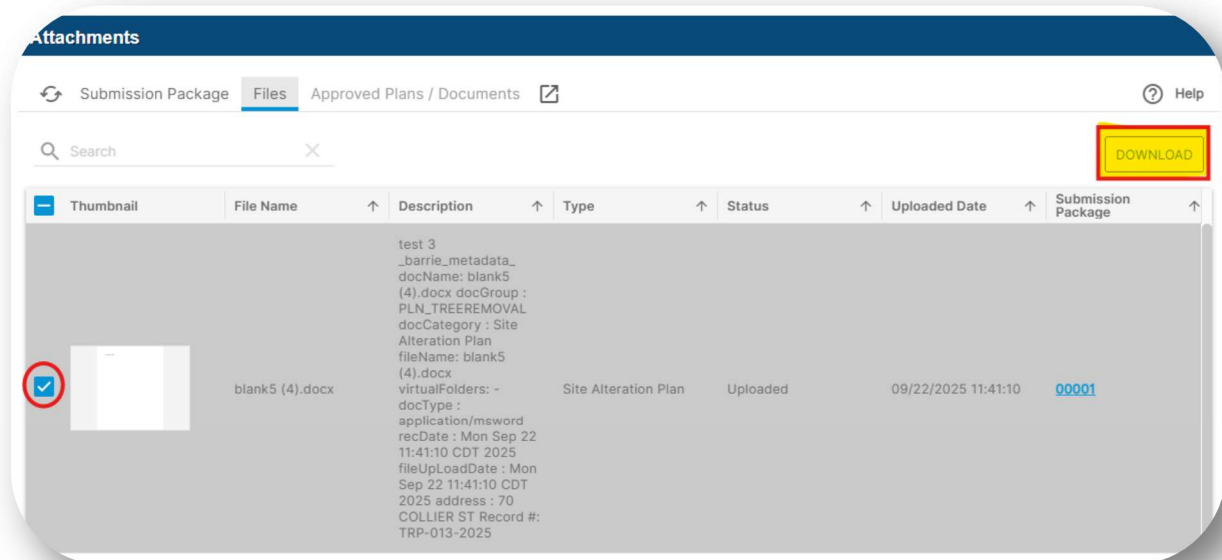 Attachments
Submission Package Files Approved Plans / Documents Help
Search
DOWNLOAD
Thumbnail File Name Description Type Status Uploaded Date Submission
Package
test 3
_barrie_metadata_
docName: blank5
(4).docx docGroup :
PLN_TREEREMOVAL
docCategory : Site
Alteration Plan
fileName: blank5
(4).docx
virtualFolders: -
docType :
application/msword
recDate : Mon Sep 22
11:41:10 CDT 2025
fileUpLoadDate : Mon
Sep 22 11:41:10 CDT
2025 address : 70
COLLIER ST Record #:
TRP-013-2025
blank5 (4).docx Site Alteration Plan Uploaded 09/22/2025 11:41:10 00001